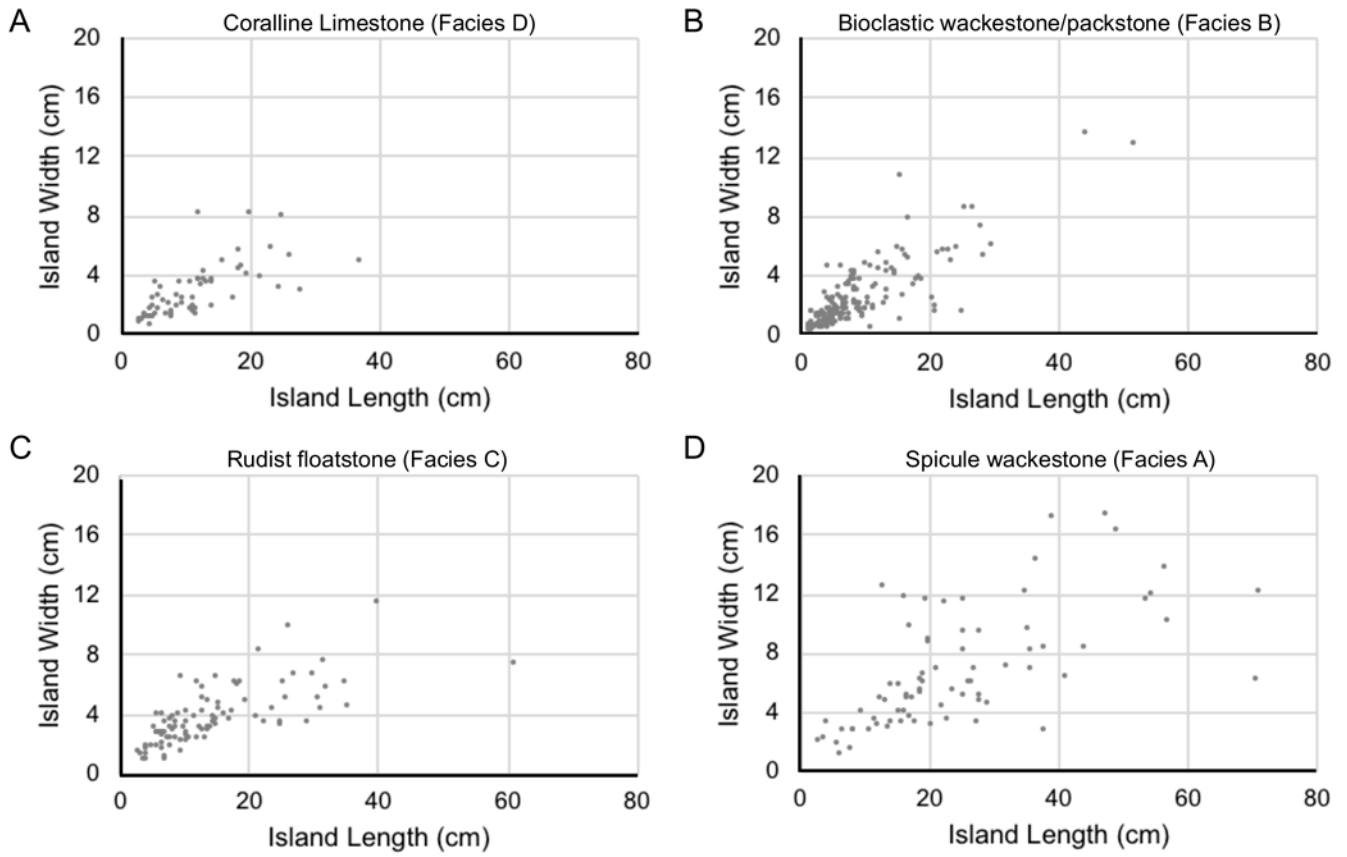 A
Coralline Limestone (Facies D)
20
16
12
8
4
0
Island Width (cm)
0 20 40 60 80
Island Length (cm)
B
Bioclastic wackestone/packstone (Facies B)
20
16
12
8
4
0
Island Width (cm)
0 20 40 60 80
Island Length (cm)
C
Rudist floatstone (Facies C)
20
16
12
8
4
0
Island Width (cm)
0 20 40 60 80
Island Length (cm)
D
Spicule wackestone (Facies A)
20
16
12
8
4
0
Island Width (cm)
0 20 40 60 80
Island Length (cm)